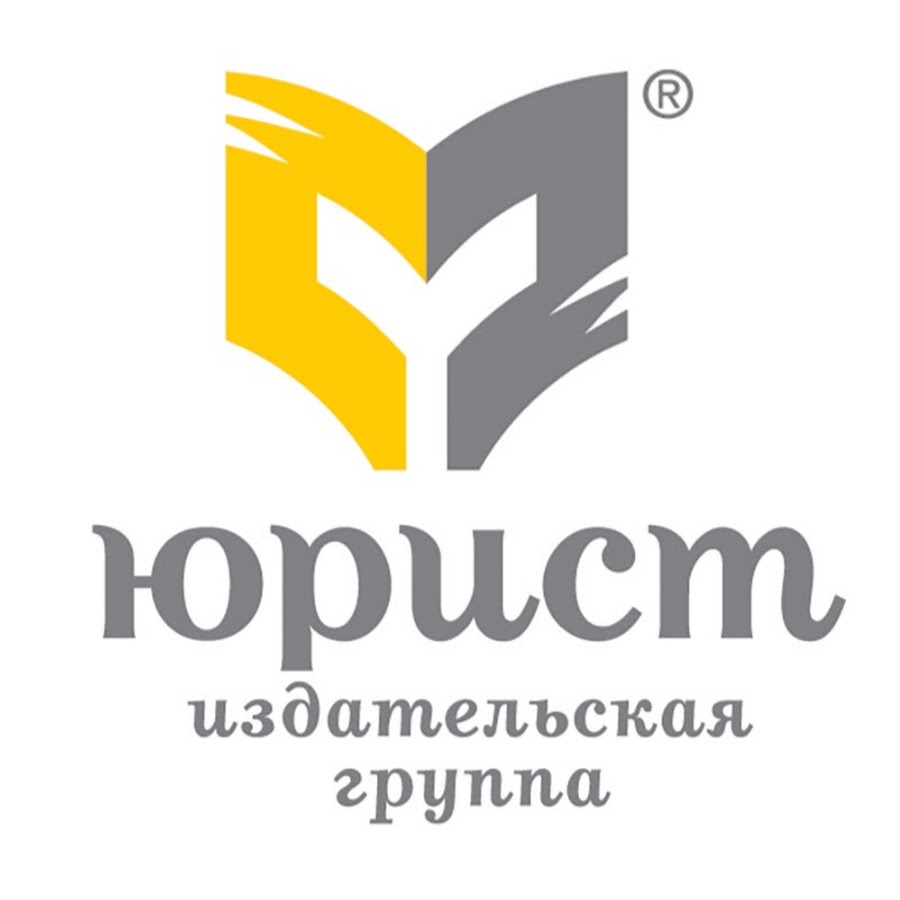 ®
юрист
издательская
группа